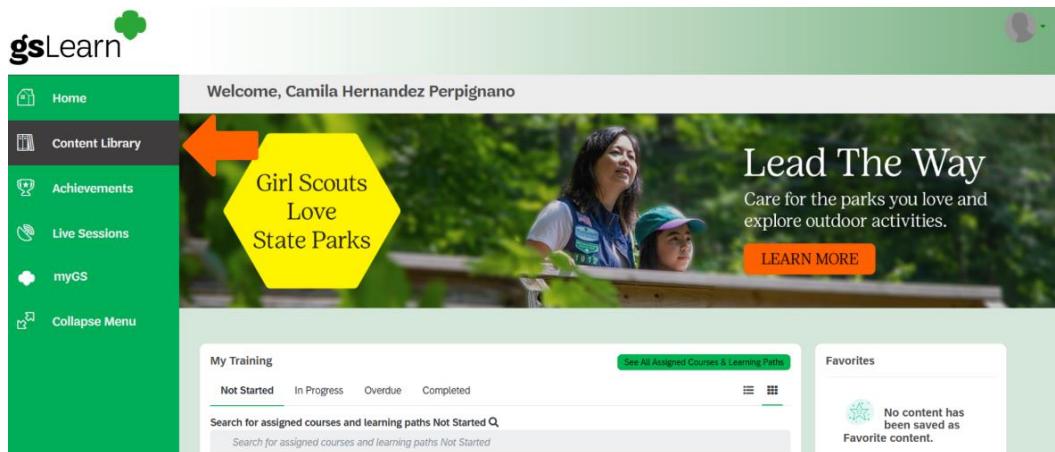 gsLearn
Home
Content Library
Achievements
Live Sessions
myGS
Collapse Menu
Welcome, Camila Hernandez Perpignano
Girl Scouts
Love
State Parks
Lead The Way
Care for the parks you love and
explore outdoor activities.
LEARN MORE
My Training
See All Assigned Courses & Learning Paths
Not Started
In Progress
Overdue
Completed
Search for assigned courses and learning paths Not Started
Search for assigned courses and learning paths Not Started
Favorites
No content has
been saved as
Favorite content.